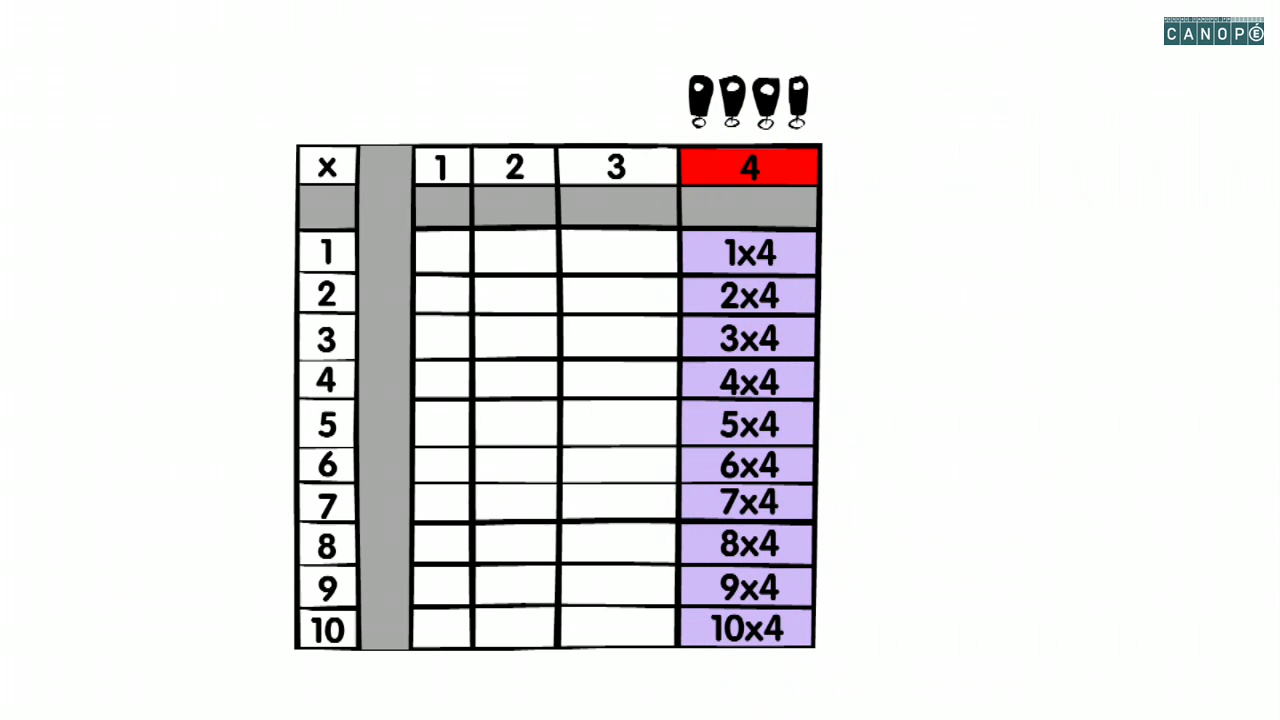 CANOPÉ
x 1 2 3 4
1 1x4
2 2x4
3 3x4
4 4x4
5 5x4
6 6x4
7 7x4
8 8x4
9 9x4
10 10x4